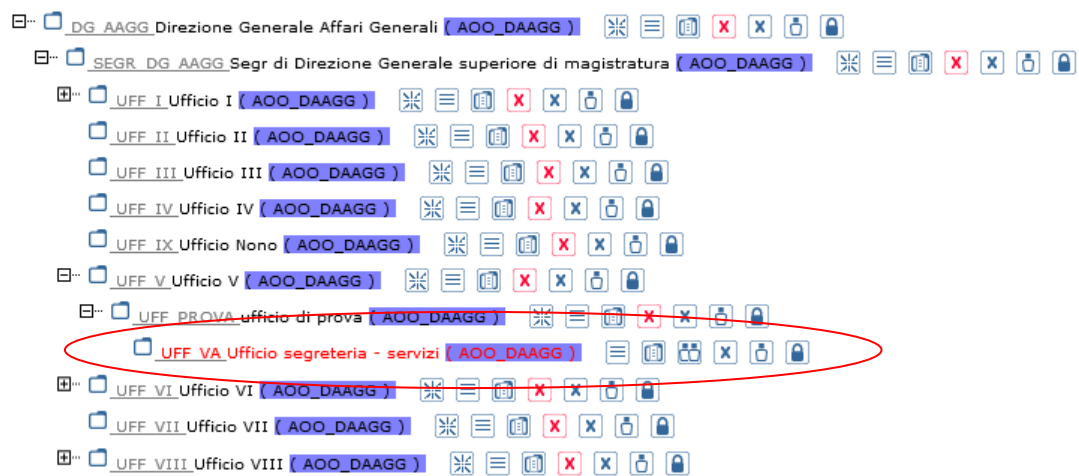 DG_AAGG Direzione Generale Affari Generali ( AOO_DAAGG )
SEGR_DG_AAGG Segr di Direzione Generale superiore di magistratura ( AOO_DAAGG )
UFF_I Ufficio I ( AOO_DAAGG )
UFF_II Ufficio II ( AOO_DAAGG )
UFF_III Ufficio III ( AOO_DAAGG )
UFF_IV Ufficio IV ( AOO_DAAGG )
UFF_IX Ufficio Nono ( AOO_DAAGG )
UFF_V Ufficio V ( AOO_DAAGG )
UFF_PROVA ufficio di prova ( AOO_DAAGG )
UFF_VA Ufficio segreteria - servizi ( AOO_DAAGG )
UFF_VI Ufficio VI ( AOO_DAAGG )
UFF_VII Ufficio VII ( AOO_DAAGG )
UFF_VIII Ufficio VIII ( AOO_DAAGG )